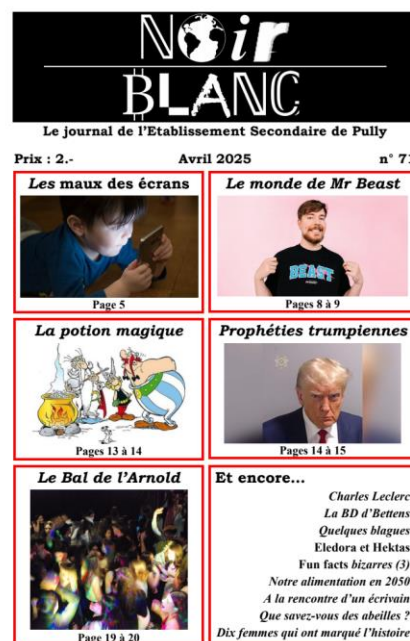 NOir
BLANC
Le journal de l'Etablissement Secondaire de Pully
Prix : 2.- Avril 2025 n° 71
Les maux des écrans
Page 5
Le monde de Mr Beast
BEAST
Pages 8 à 9
La potion magique
Pages 13 à 14
Prophéties trumpiennes
Pages 14 à 15
Le Bal de l'Arnold
Page 19 à 20
Et encore...
Charles Leclerc
La BD d'Bettens
Quelques blagues
Eledora et Hektas
Fun facts bizarres (3)
Notre alimentation en 2050
A la rencontre d'un écrivain
Que savez-vous des abeilles ?
Dix femmes qui ont marqué l'histoire